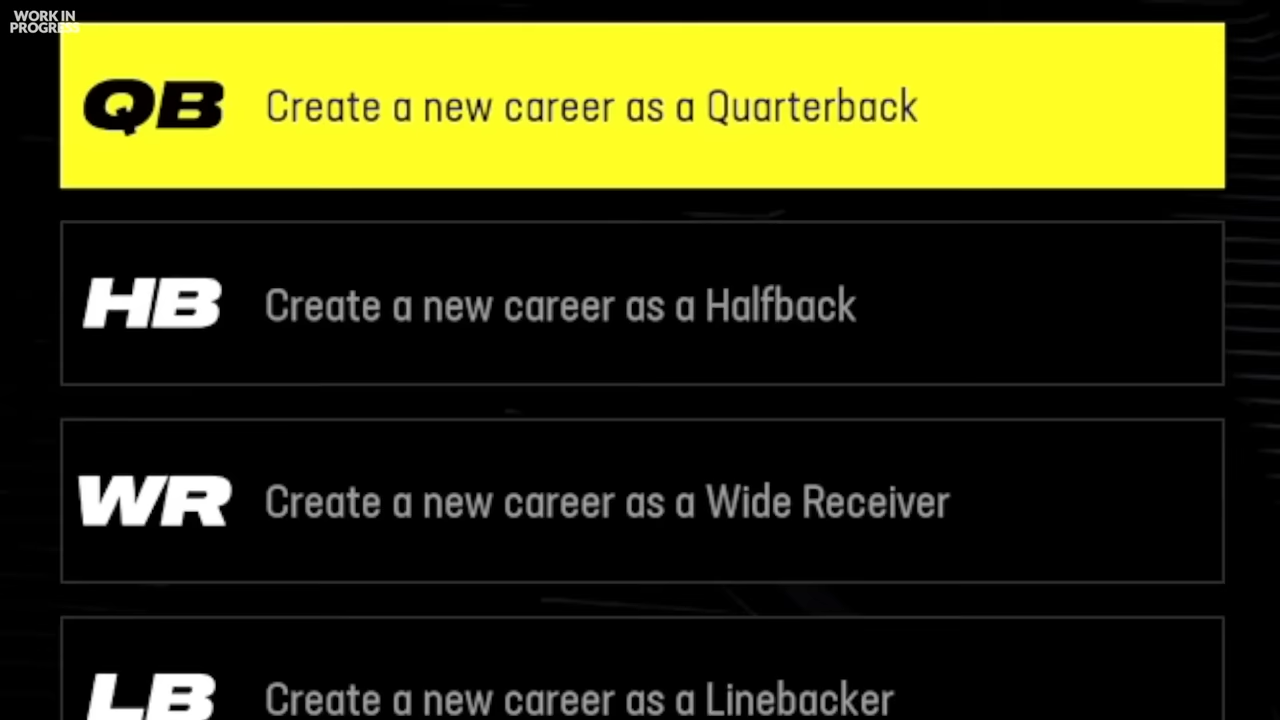 WORK IN
PROGRESS
QB Create a new career as a Quarterback
HB Create a new career as a Halfback
WR Create a new career as a Wide Receiver
LB Create a new career as a Linebacker